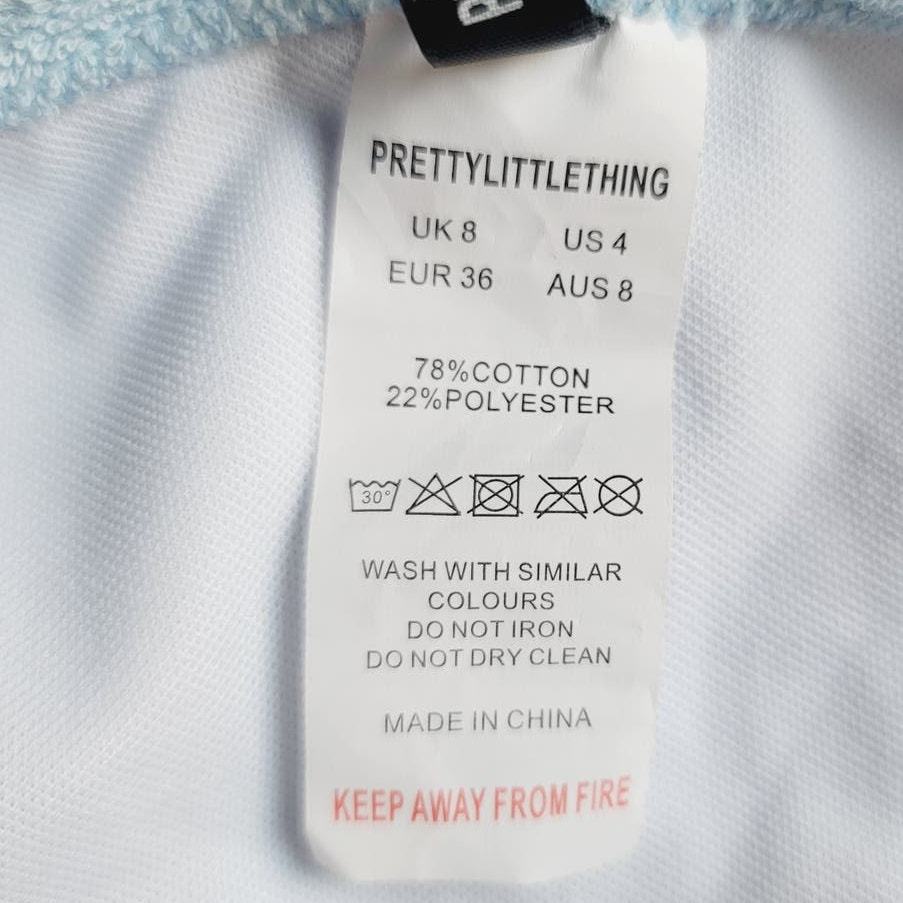 PRETTYLITTLETHING
UK 8 US 4
EUR 36 AUS 8
78%COTTON
22%POLYESTER
30°
WASH WITH SIMILAR
COLOURS
DO NOT IRON
DO NOT DRY CLEAN
MADE IN CHINA
KEEP AWAY FROM FIRE